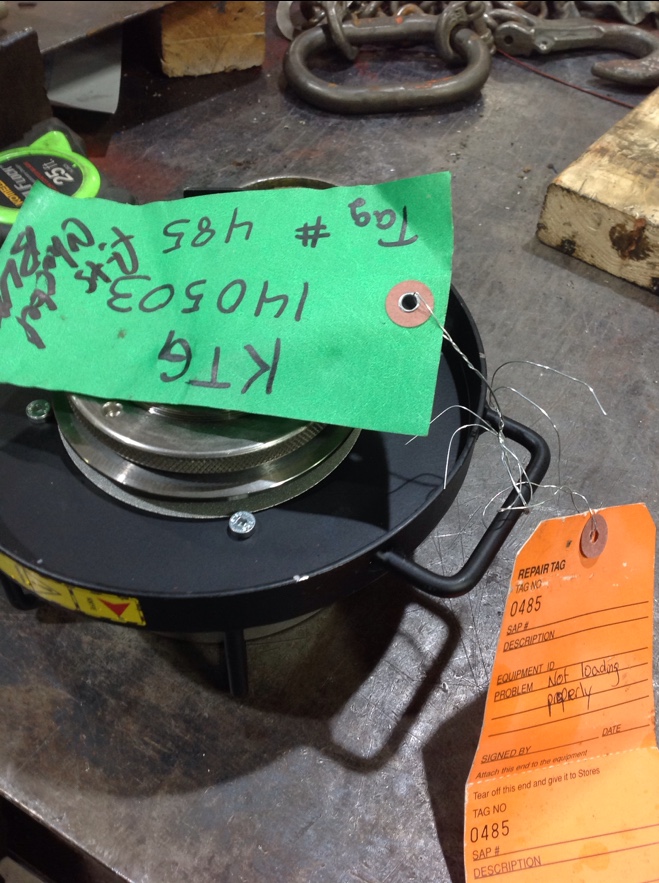 25 ft.
KTG
140503
Tag # 485
REPAIR TAG
TAG NO
0485
SAP #
DESCRIPTION
EQUIPMENT ID
PROBLEM Not loading
properly
SIGNED BY
DATE
Attach this end to the equipment
Tear off this end and give it to Stores
TAG NO
0485
SAP #
DESCRIPTION